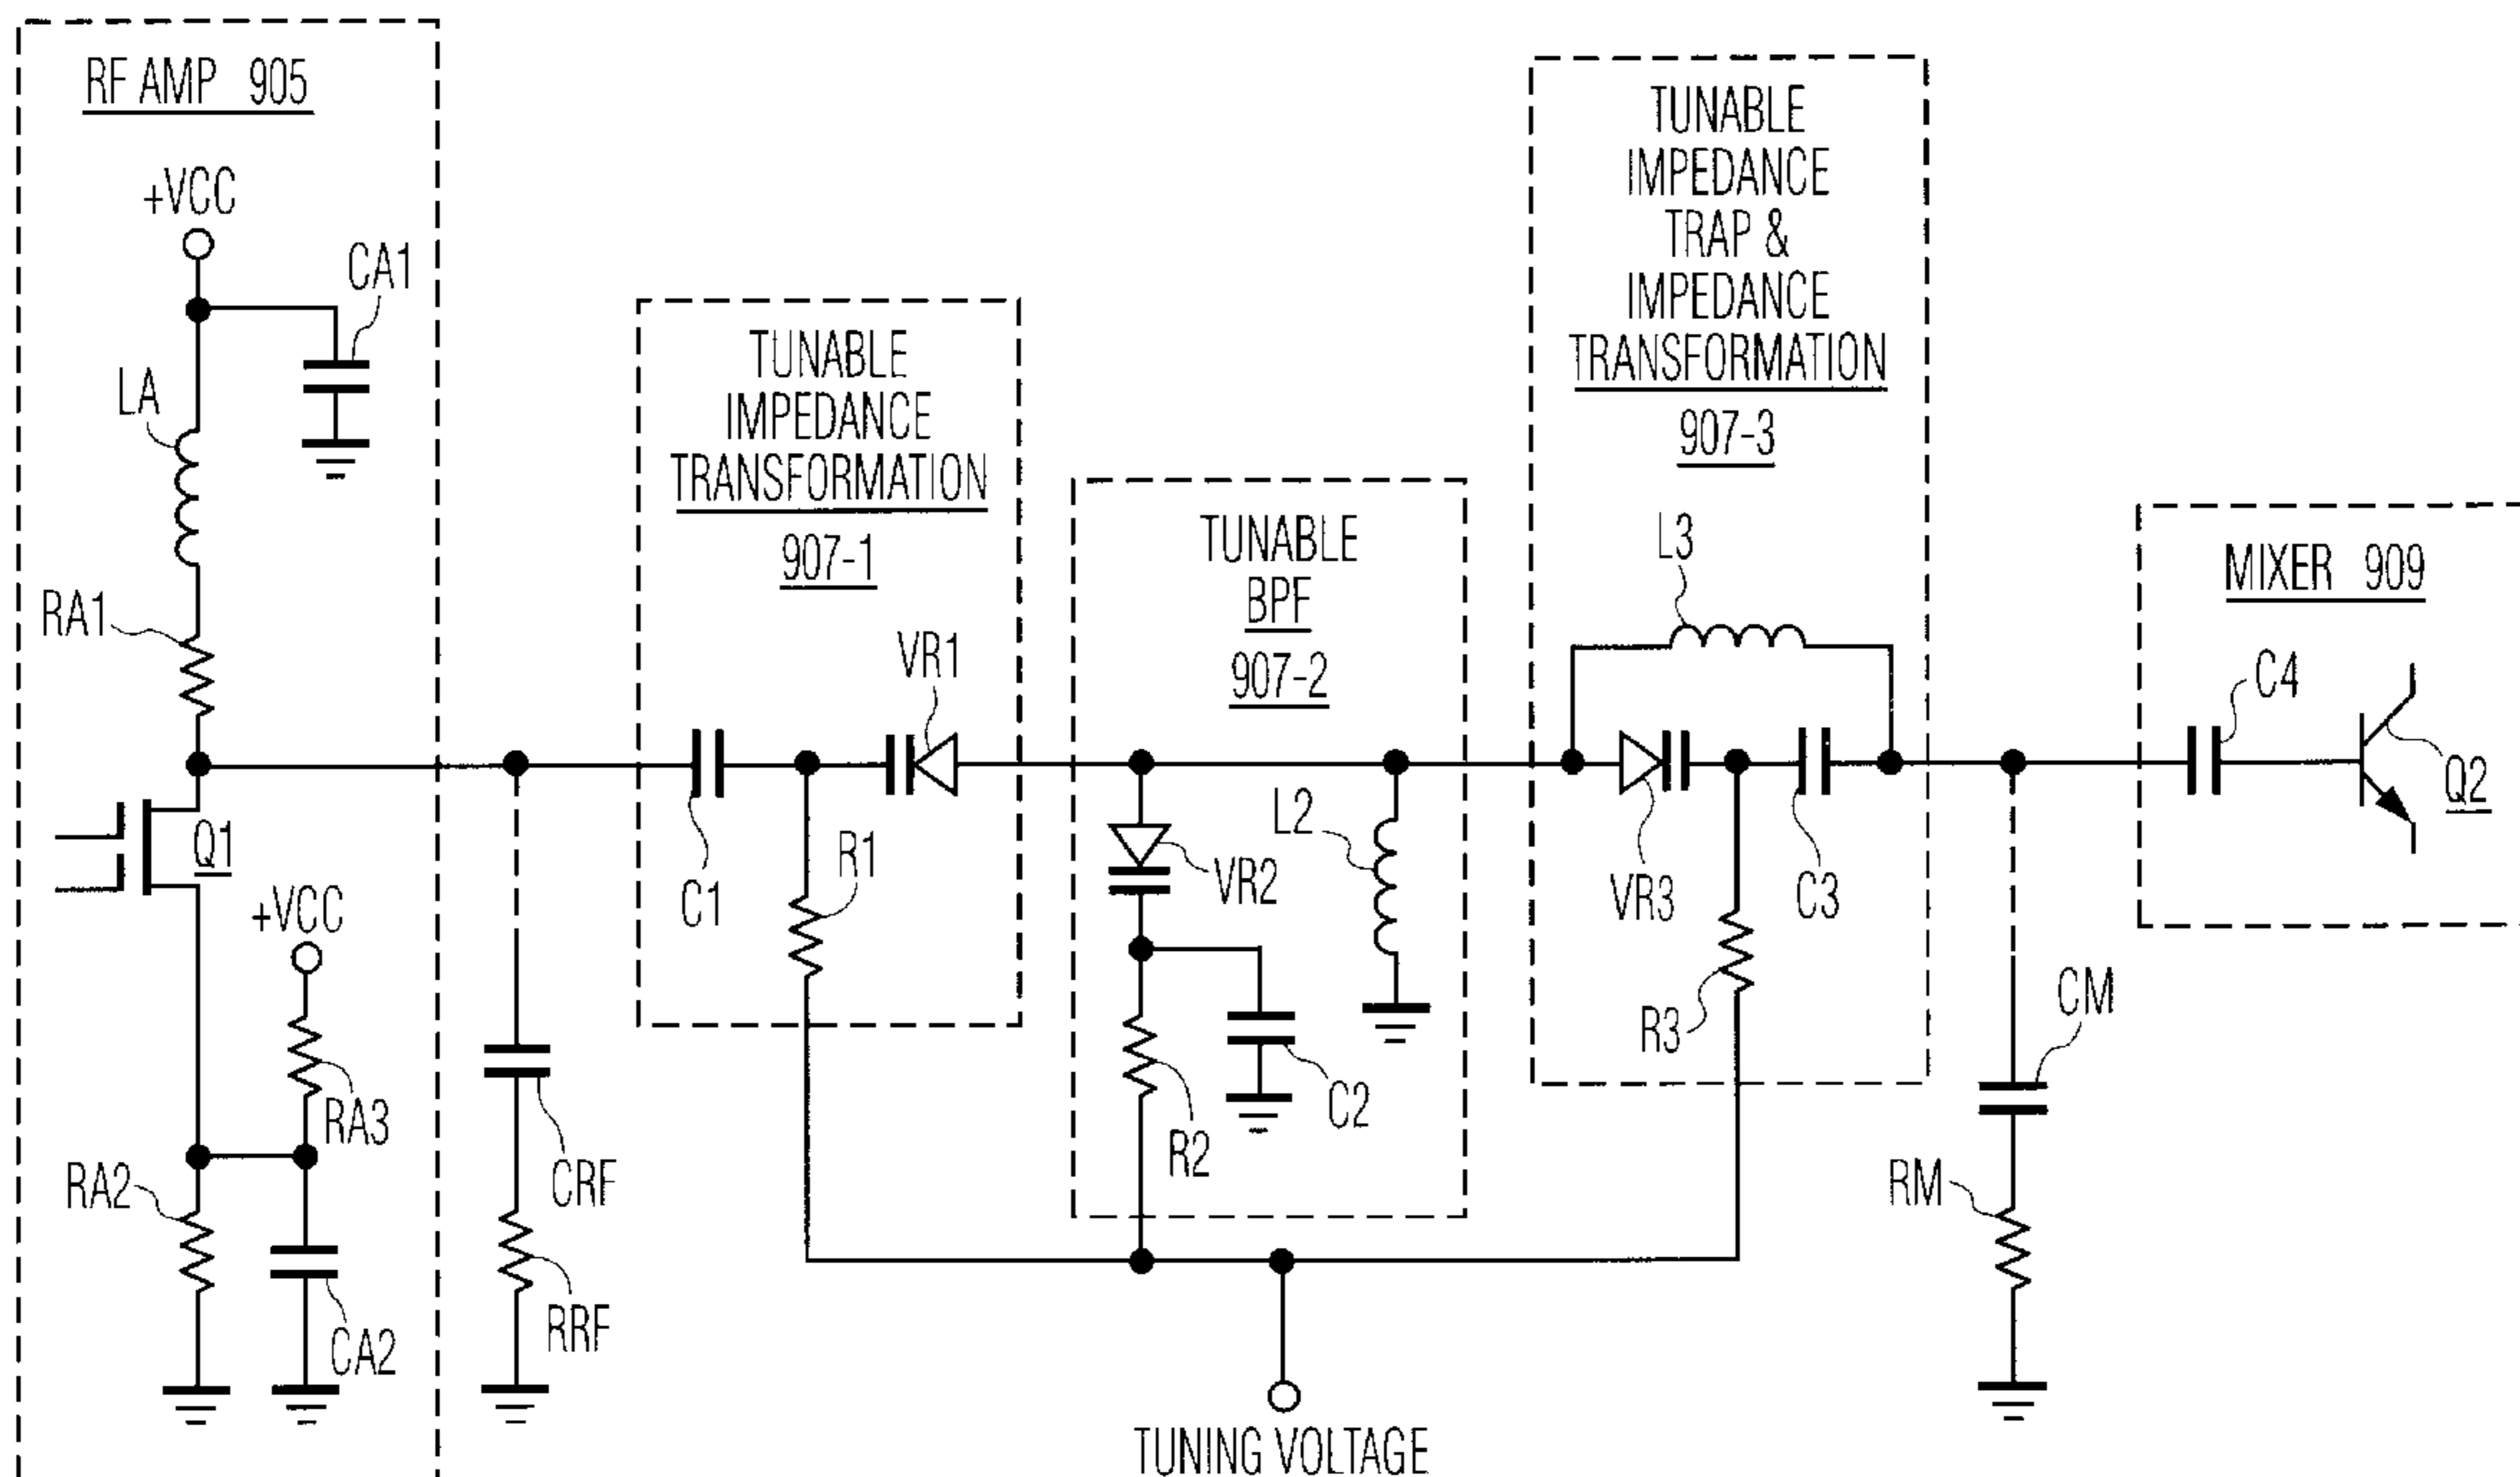 RF AMP 905
+VCC
CA1
LA
RA1
Q1
+VCC
RA3
RA2
CA2
CRF
RRF
TUNABLE
IMPEDANCE
TRANSFORMATION
907-1
VR1
C1
R1
TUNABLE
BPF
907-2
L2
VR2
R2
C2
TUNABLE
IMPEDANCE
TRAP &
IMPEDANCE
TRANSFORMATION
907-3
L3
VR3
C3
R3
CM
RM
MIXER 909
C4
Q2
TUNING VOLTAGE